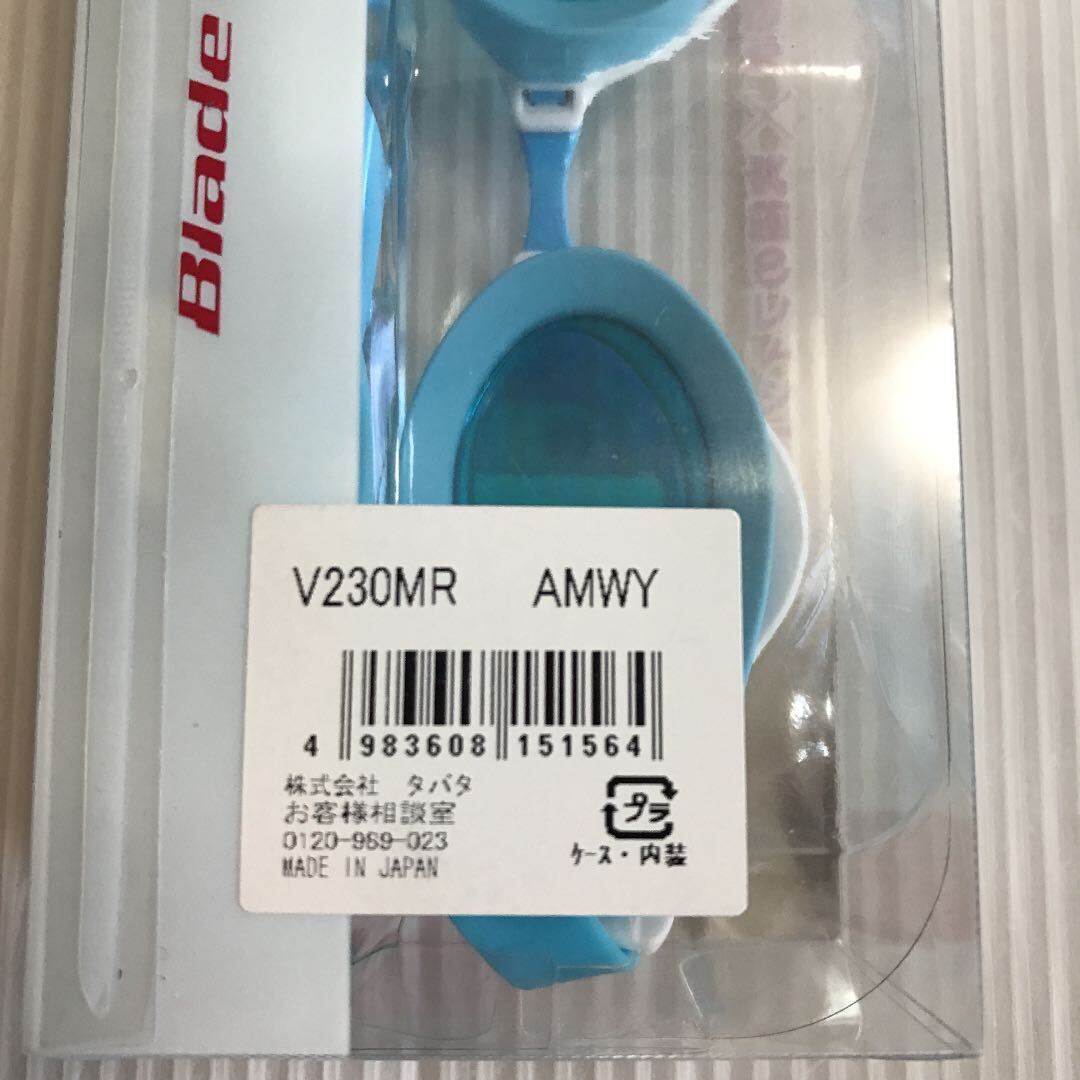 Blade
V230MR AMWY
4 983608 151564
株式会社 タバタ
お客様相談室
0120-969-023
MADE IN JAPAN
プラ
ケース・内装